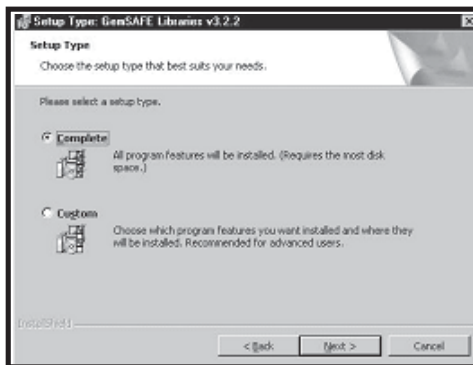 Setup Type: GemSAFE Libraries v3.2.2
Setup Type
Choose the setup type that best suits your needs.
Please select a setup type.
Complete
All program features will be installed. (Requires the most disk
space.)
Custom
Choose which program features you want installed and where they
will be installed. Recommended for advanced users.
InstallShield
< Back
Next >
Cancel